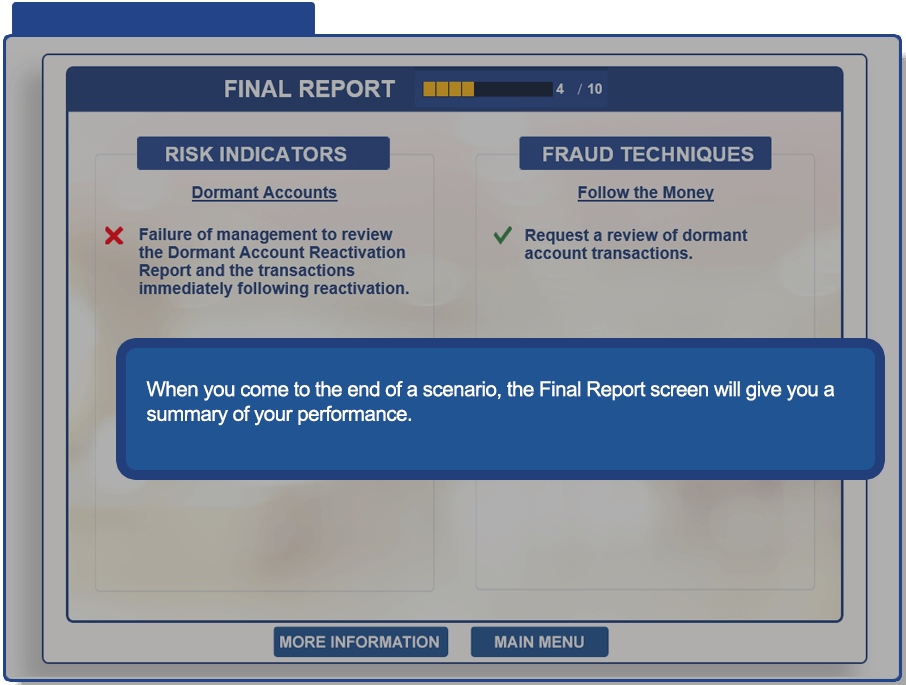 FINAL REPORT 4 / 10
RISK INDICATORS
Dormant Accounts
Failure of management to review
the Dormant Account Reactivation
Report and the transactions
immediately following reactivation.
FRAUD TECHNIQUES
Follow the Money
Request a review of dormant
account transactions.
When you come to the end of a scenario, the Final Report screen will give you a
summary of your performance.
MORE INFORMATION
MAIN MENU